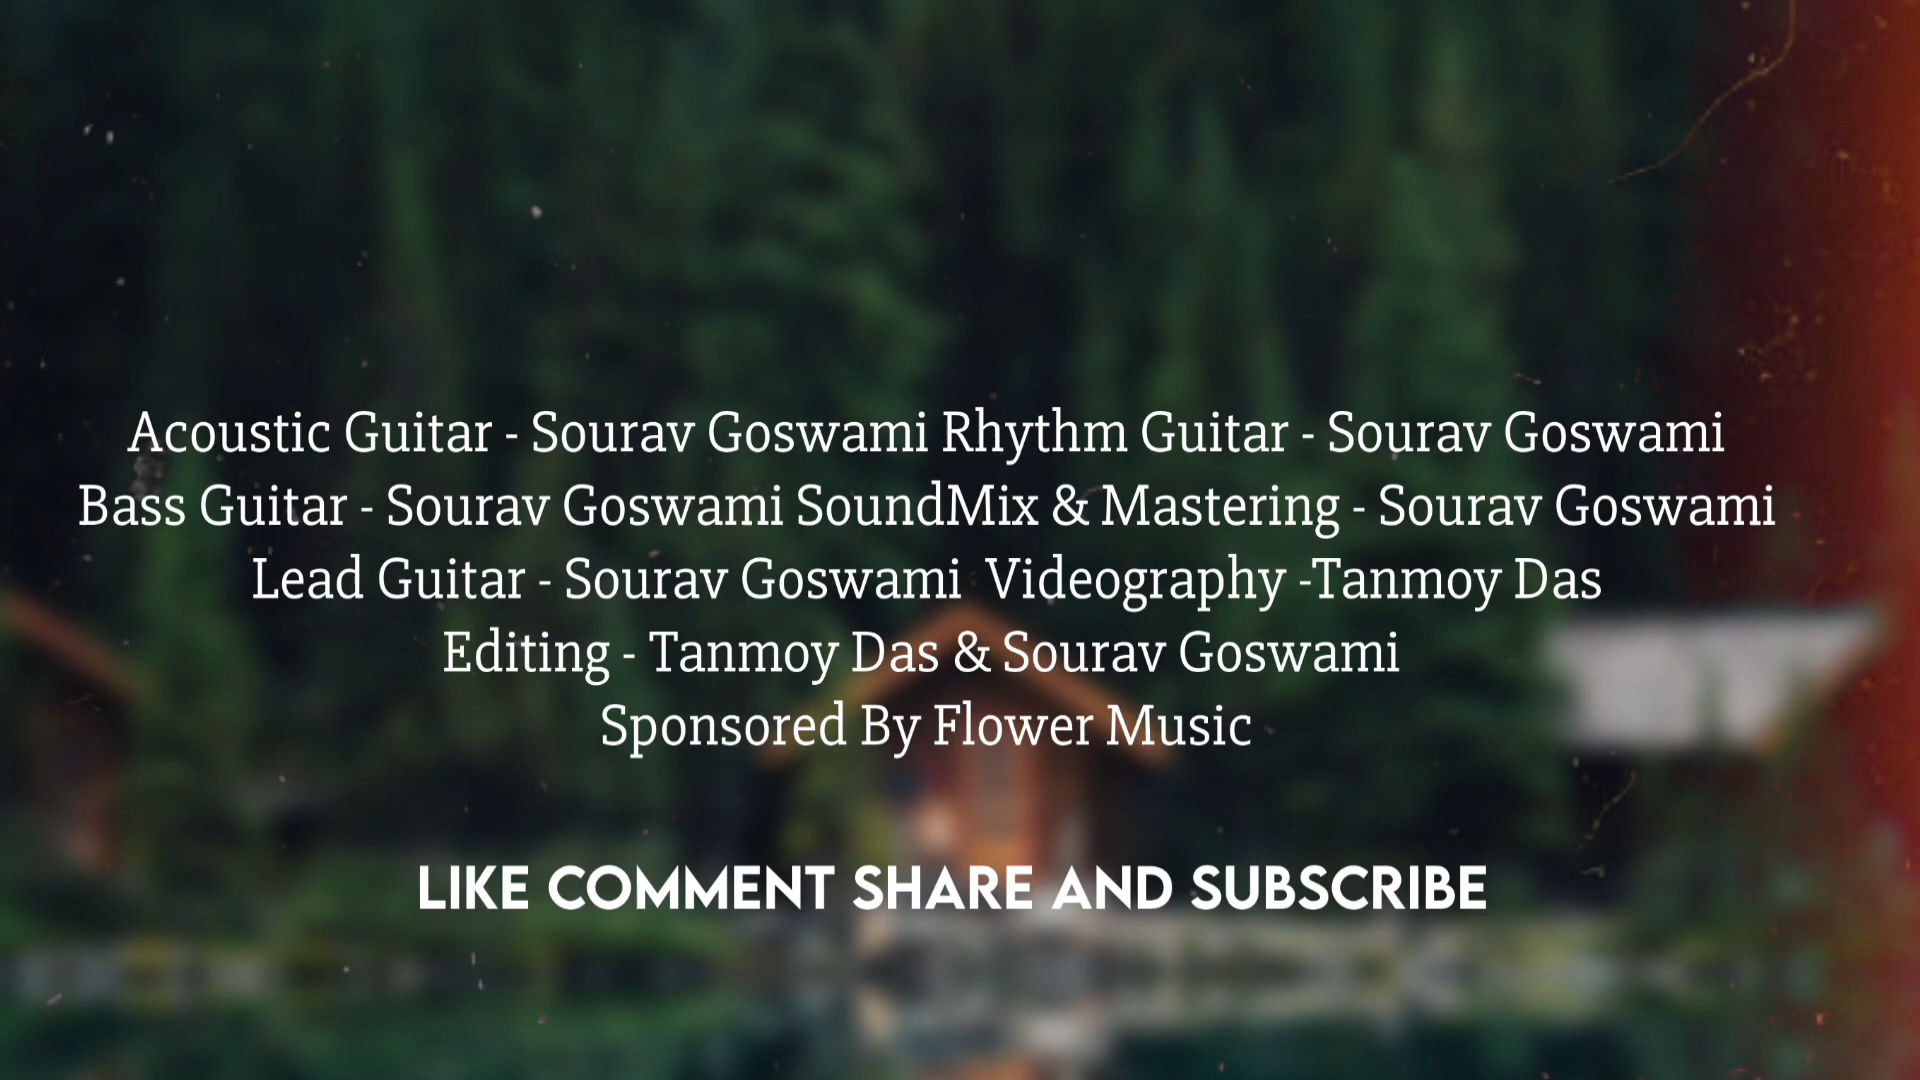 Acoustic Guitar - Sourav Goswami Rhythm Guitar - Sourav Goswami
Bass Guitar - Sourav Goswami SoundMix & Mastering - Sourav Goswami
Lead Guitar - Sourav Goswami  Videography -Tanmoy Das
Editing - Tanmoy Das & Sourav Goswami
Sponsored By Flower Music
LIKE COMMENT SHARE AND SUBSCRIBE